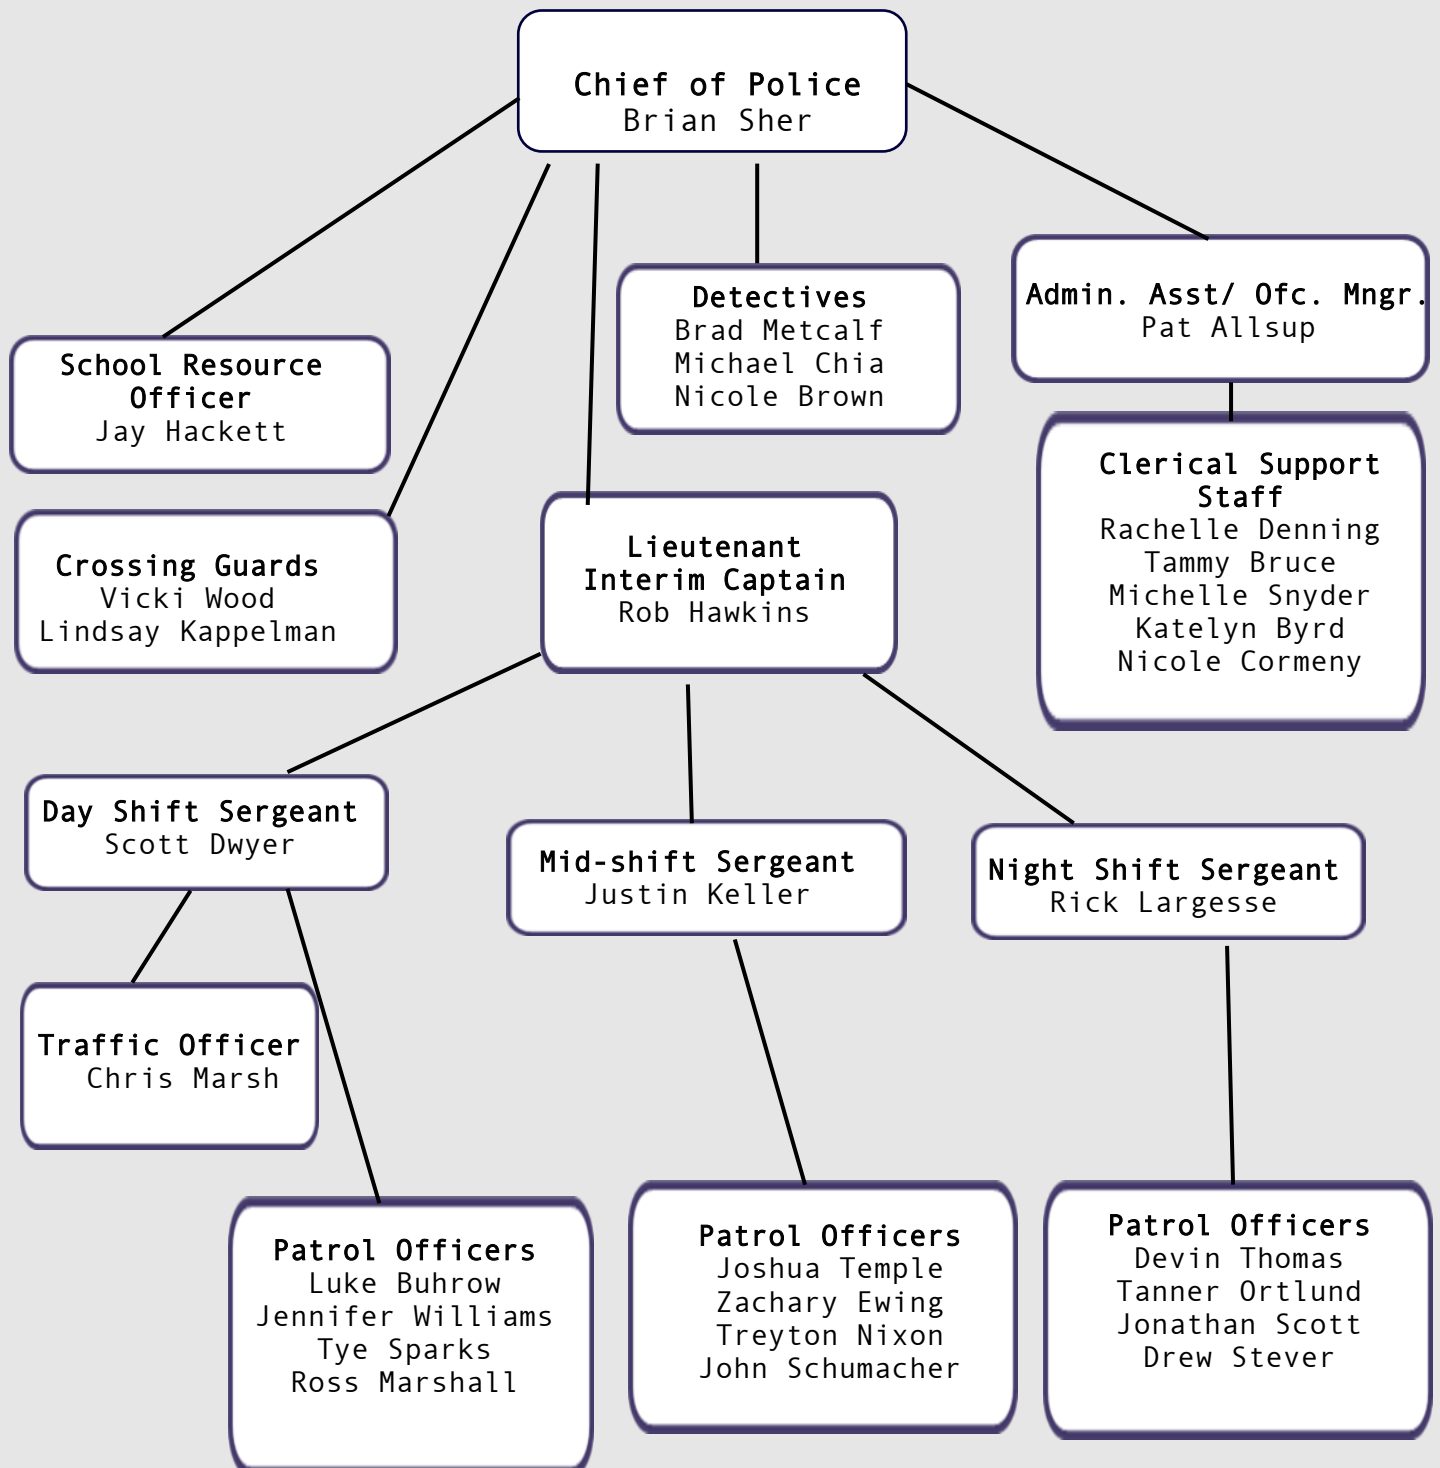 Chief of Police
Brian Sher
Detectives
Brad Metcalf
Michael Chia
Nicole Brown
Admin. Asst/ Ofc. Mngr.
Pat Allsup
School Resource
Officer
Jay Hackett
Clerical Support
Staff
Rachelle Denning
Tammy Bruce
Michelle Snyder
Katelyn Byrd
Nicole Cormeny
Crossing Guards
Vicki Wood
Lindsay Kappelman
Lieutenant
Interim Captain
Rob Hawkins
Day Shift Sergeant
Scott Dwyer
Mid-shift Sergeant
Justin Keller
Night Shift Sergeant
Rick Largesse
Traffic Officer
Chris Marsh
Patrol Officers
Luke Buhrow
Jennifer Williams
Tye Sparks
Ross Marshall
Patrol Officers
Joshua Temple
Zachary Ewing
Treyton Nixon
John Schumacher
Patrol Officers
Devin Thomas
Tanner Ortlund
Jonathan Scott
Drew Stever